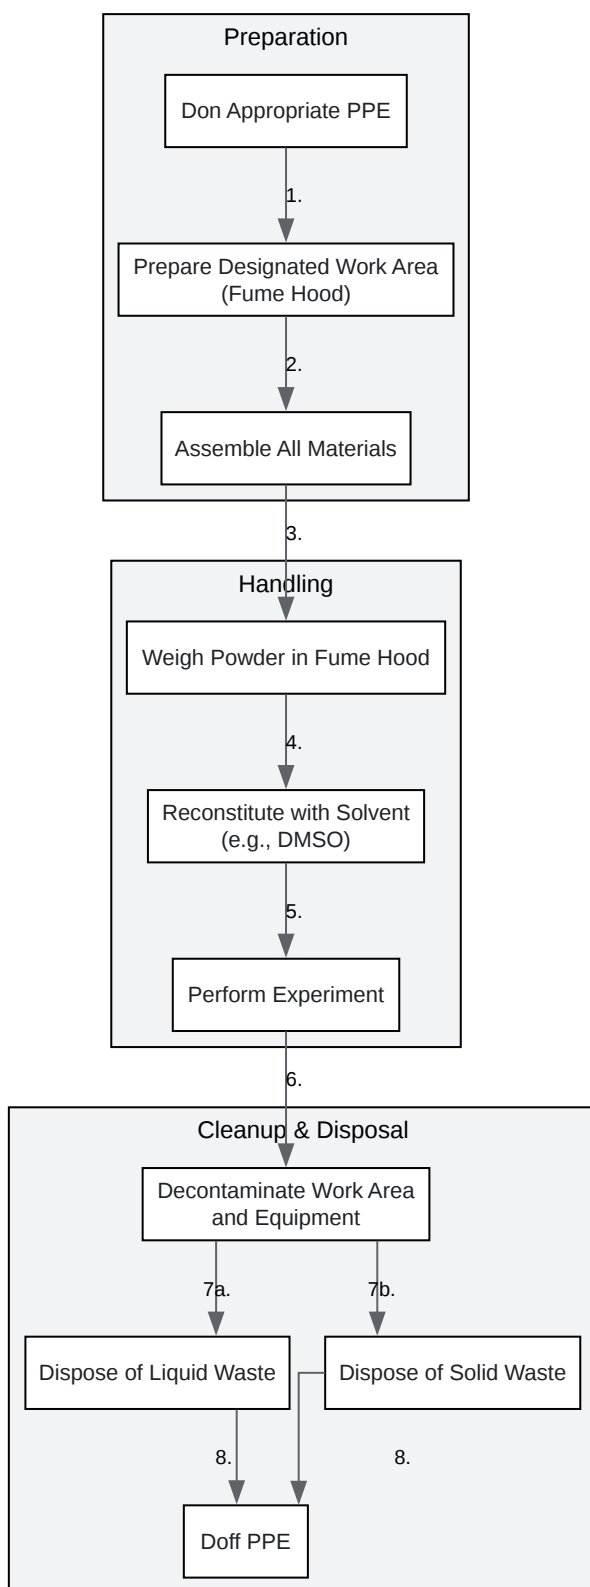 Preparation
Don Appropriate PPE
1.
Prepare Designated Work Area
(Fume Hood)
2.
Assemble All Materials
3.
Handling
Weigh Powder in Fume Hood
4.
Reconstitute with Solvent
(e.g., DMSO)
5.
Perform Experiment
6.
Cleanup & Disposal
Decontaminate Work Area
and Equipment
7a.
7b.
Dispose of Liquid Waste
Dispose of Solid Waste
8.
8.
Doff PPE